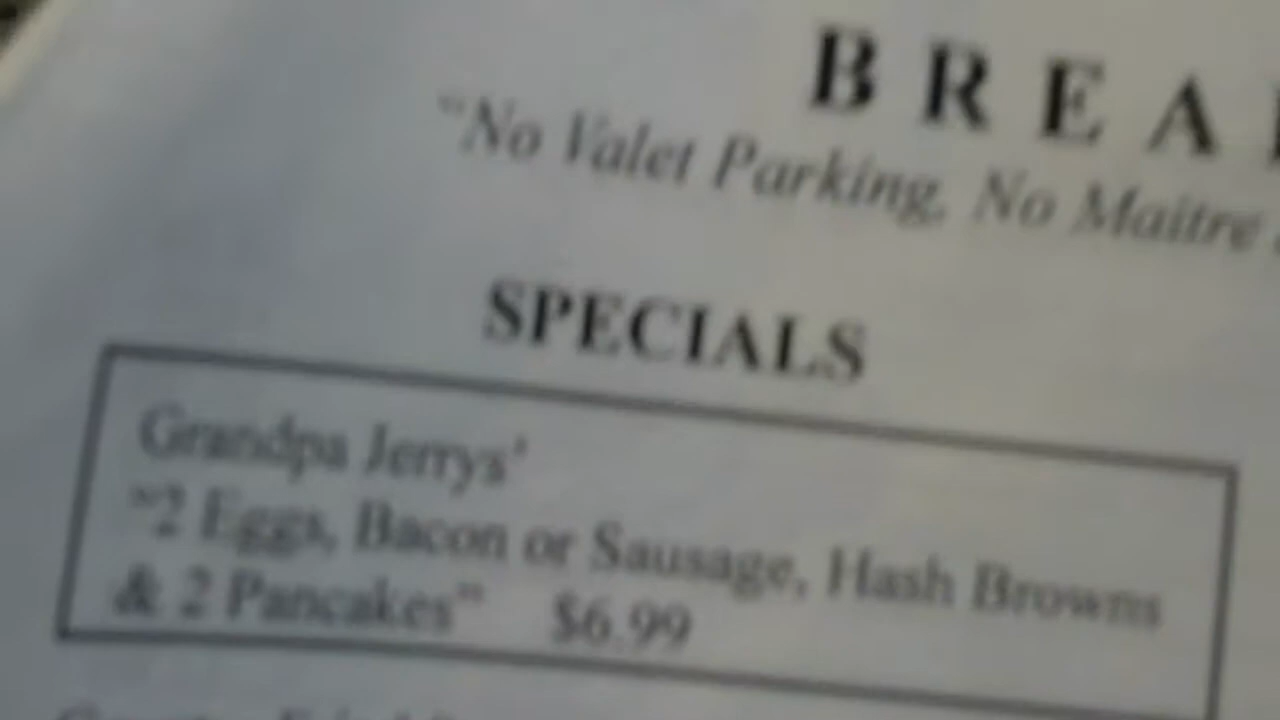 BREA
"No Valet Parking, No Maitre
SPECIALS
Grandpa Jerrys'
"2 Eggs, Bacon or Sausage, Hash Browns
& 2 Pancakes" $6.99